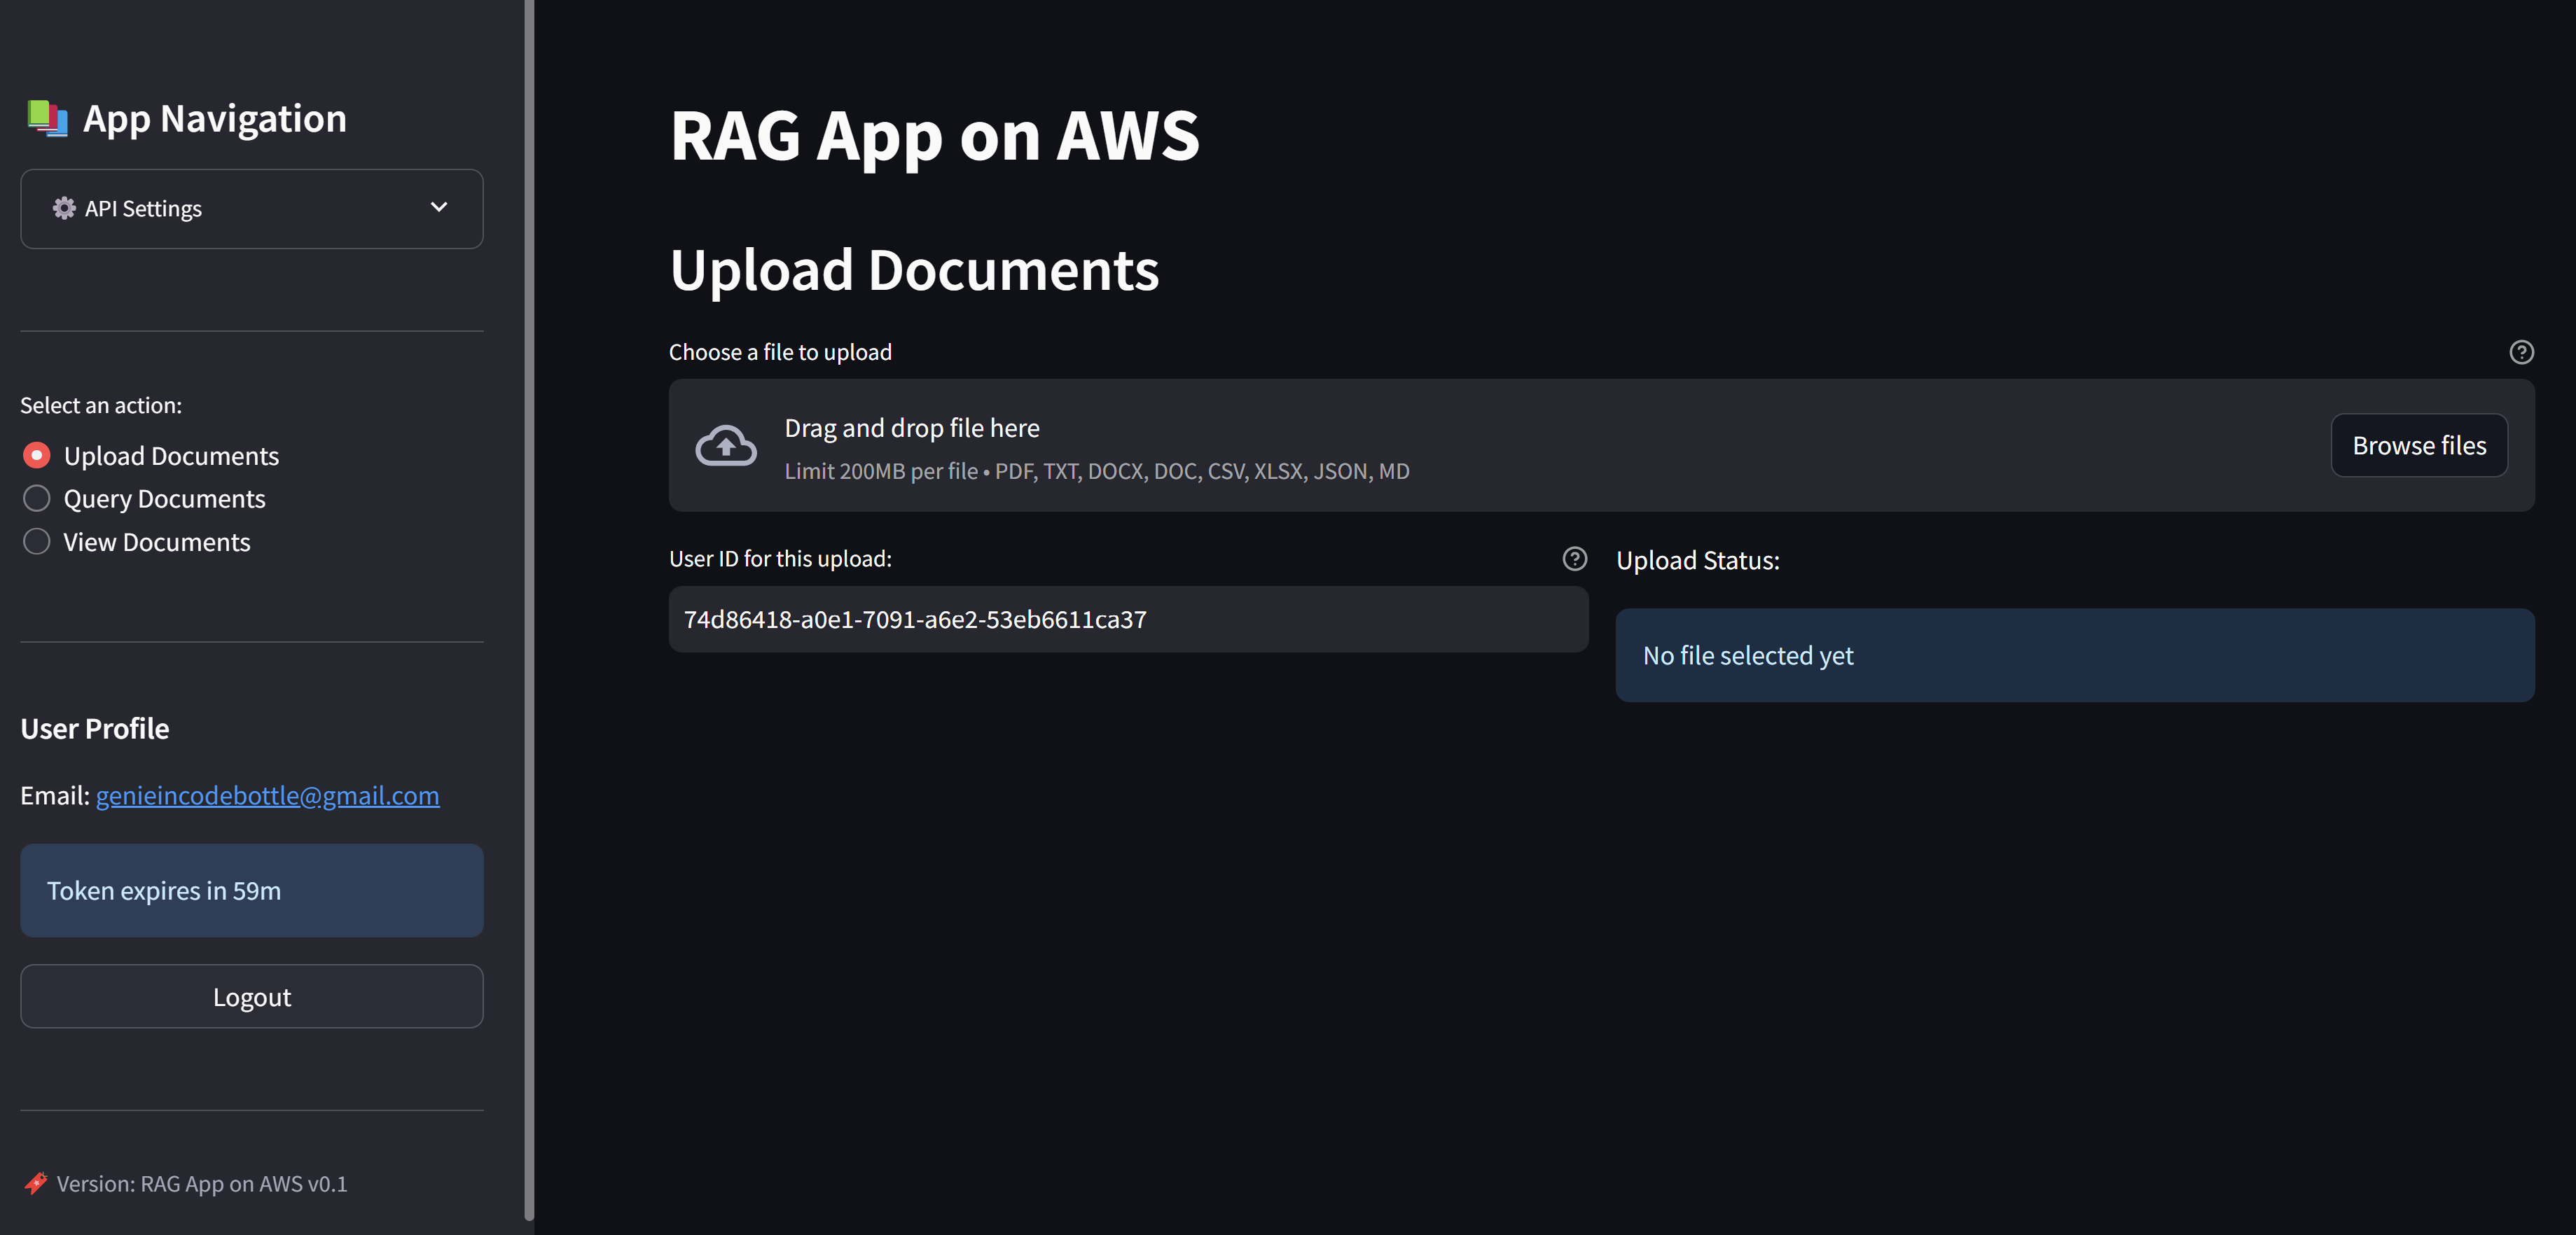 App Navigation
API Settings
Select an action:
Upload Documents
Query Documents
View Documents
User Profile
Email: genieincodebottle@gmail.com
Token expires in 59m
Logout
Version: RAG App on AWS v0.1
RAG App on AWS
Upload Documents
Choose a file to upload
Drag and drop file here
Limit 200MB per file • PDF, TXT, DOCX, DOC, CSV, XLSX, JSON, MD
Browse files
User ID for this upload:
74d86418-a0e1-7091-a6e2-53eb6611ca37
Upload Status:
No file selected yet